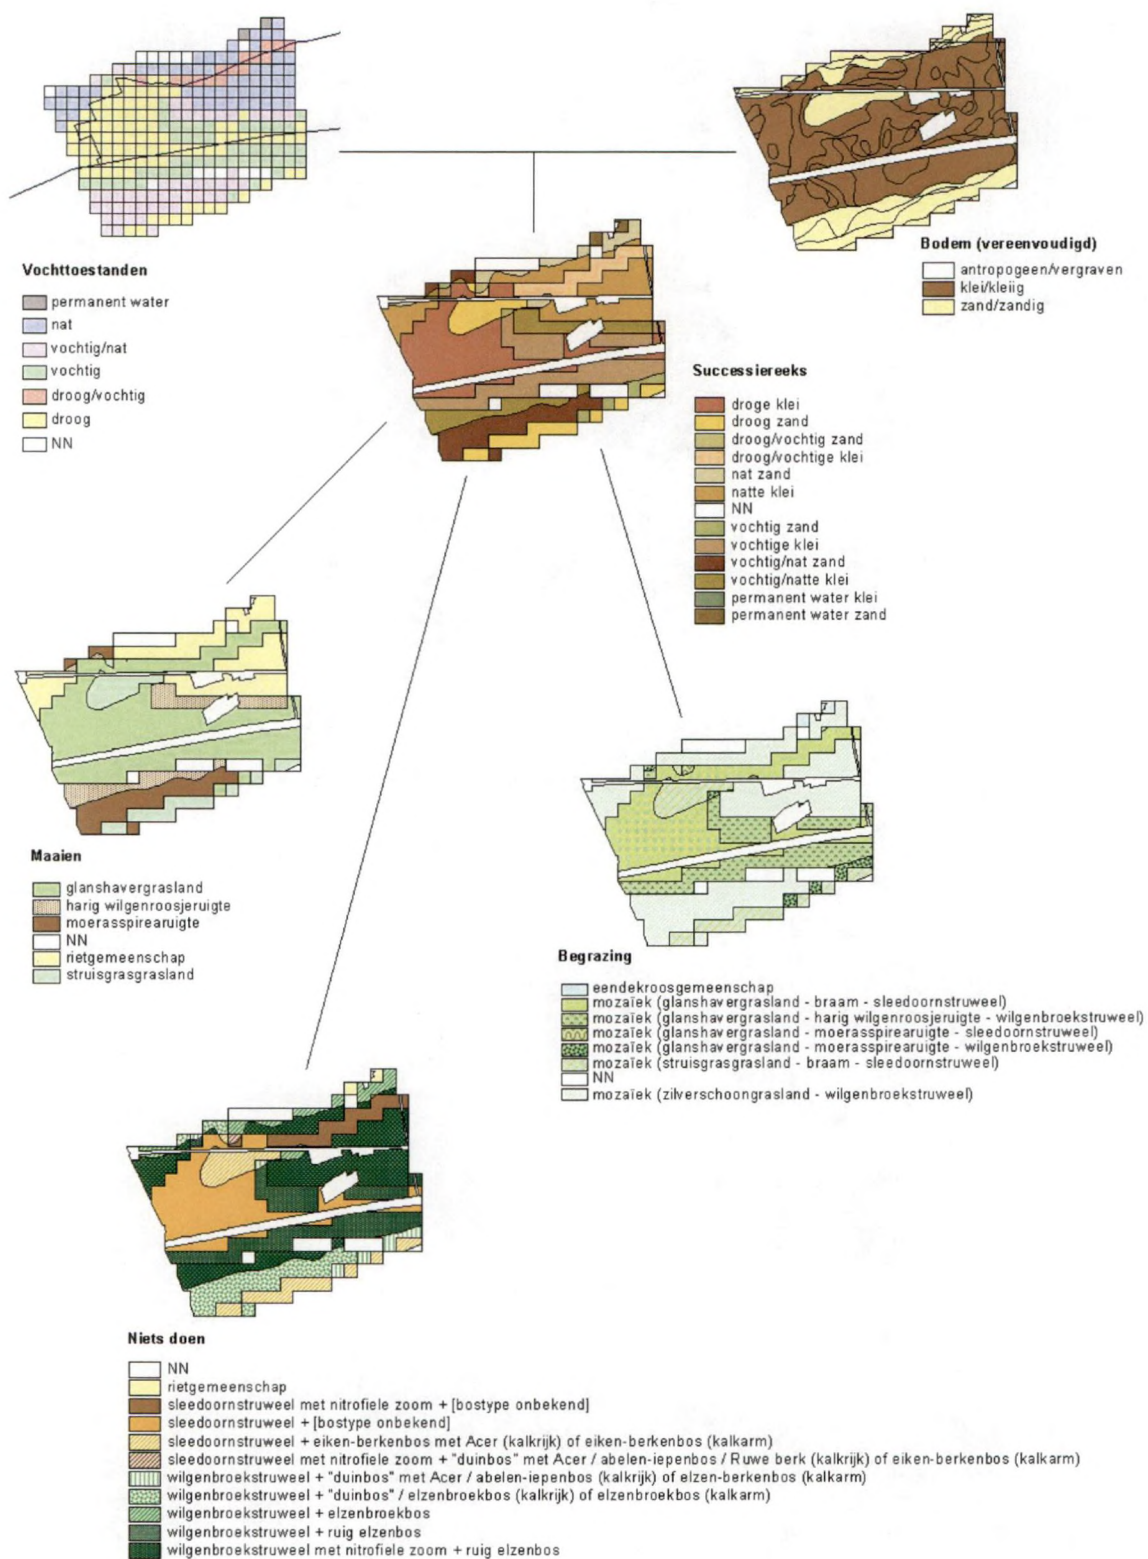 Vochttoestanden
permanent water
nat
vochtig/nat
vochtig
droog/vochtig
droog
NN
Bodem (vereenvoudigd)
antropogeen/vergraven
klei/kleiig
zand/zandig
Successiereeks
droge klei
droog zand
droog/vochtig zand
droog/vochtige klei
nat zand
natte klei
NN
vochtig zand
vochtige klei
vochtig/nat zand
vochtig/natte klei
permanent water klei
permanent water zand
Maaien
glanshavergrasland
harig wilgenroosjeruigte
moerasspirearuigte
NN
rietgemeenschap
struisgrasgrasland
Begrazing
eendekroosgemeenschap
mozaïek (glanshavergrasland - braam - sleedoornstruweel)
mozaïek (glanshavergrasland - harig wilgenroosjeruigte - wilgenbroekstruweel)
mozaïek (glanshavergrasland - moerasspirearuigte - sleedoornstruweel)
mozaïek (glanshavergrasland - moerasspirearuigte - wilgenbroekstruweel)
mozaïek (struisgrasgrasland - braam - sleedoornstruweel)
NN
mozaïek (zilverschoongrasland - wilgenbroekstruweel)
Niets doen
NN
rietgemeenschap
sleedoornstruweel met nitrofiele zoom + [bostype onbekend]
sleedoornstruweel + [bostype onbekend]
sleedoornstruweel + eiken-berkenbos met Acer (kalkrijk) of eiken-berkenbos (kalkarm)
sleedoornstruweel met nitrofiele zoom + "duinbos" met Acer / abelen-iepenbos / Ruwe berk (kalkrijk) of eiken-berkenbos (kalkarm)
wilgenbroekstruweel + "duinbos" met Acer / abelen-iepenbos (kalkrijk) of elzen-berkenbos (kalkarm)
wilgenbroekstruweel + "duinbos" / elzenbroekbos (kalkrijk) of elzenbroekbos (kalkarm)
wilgenbroekstruweel + elzenbroekbos
wilgenbroekstruweel + ruig elzenbos
wilgenbroekstruweel met nitrofiele zoom + ruig elzenbos